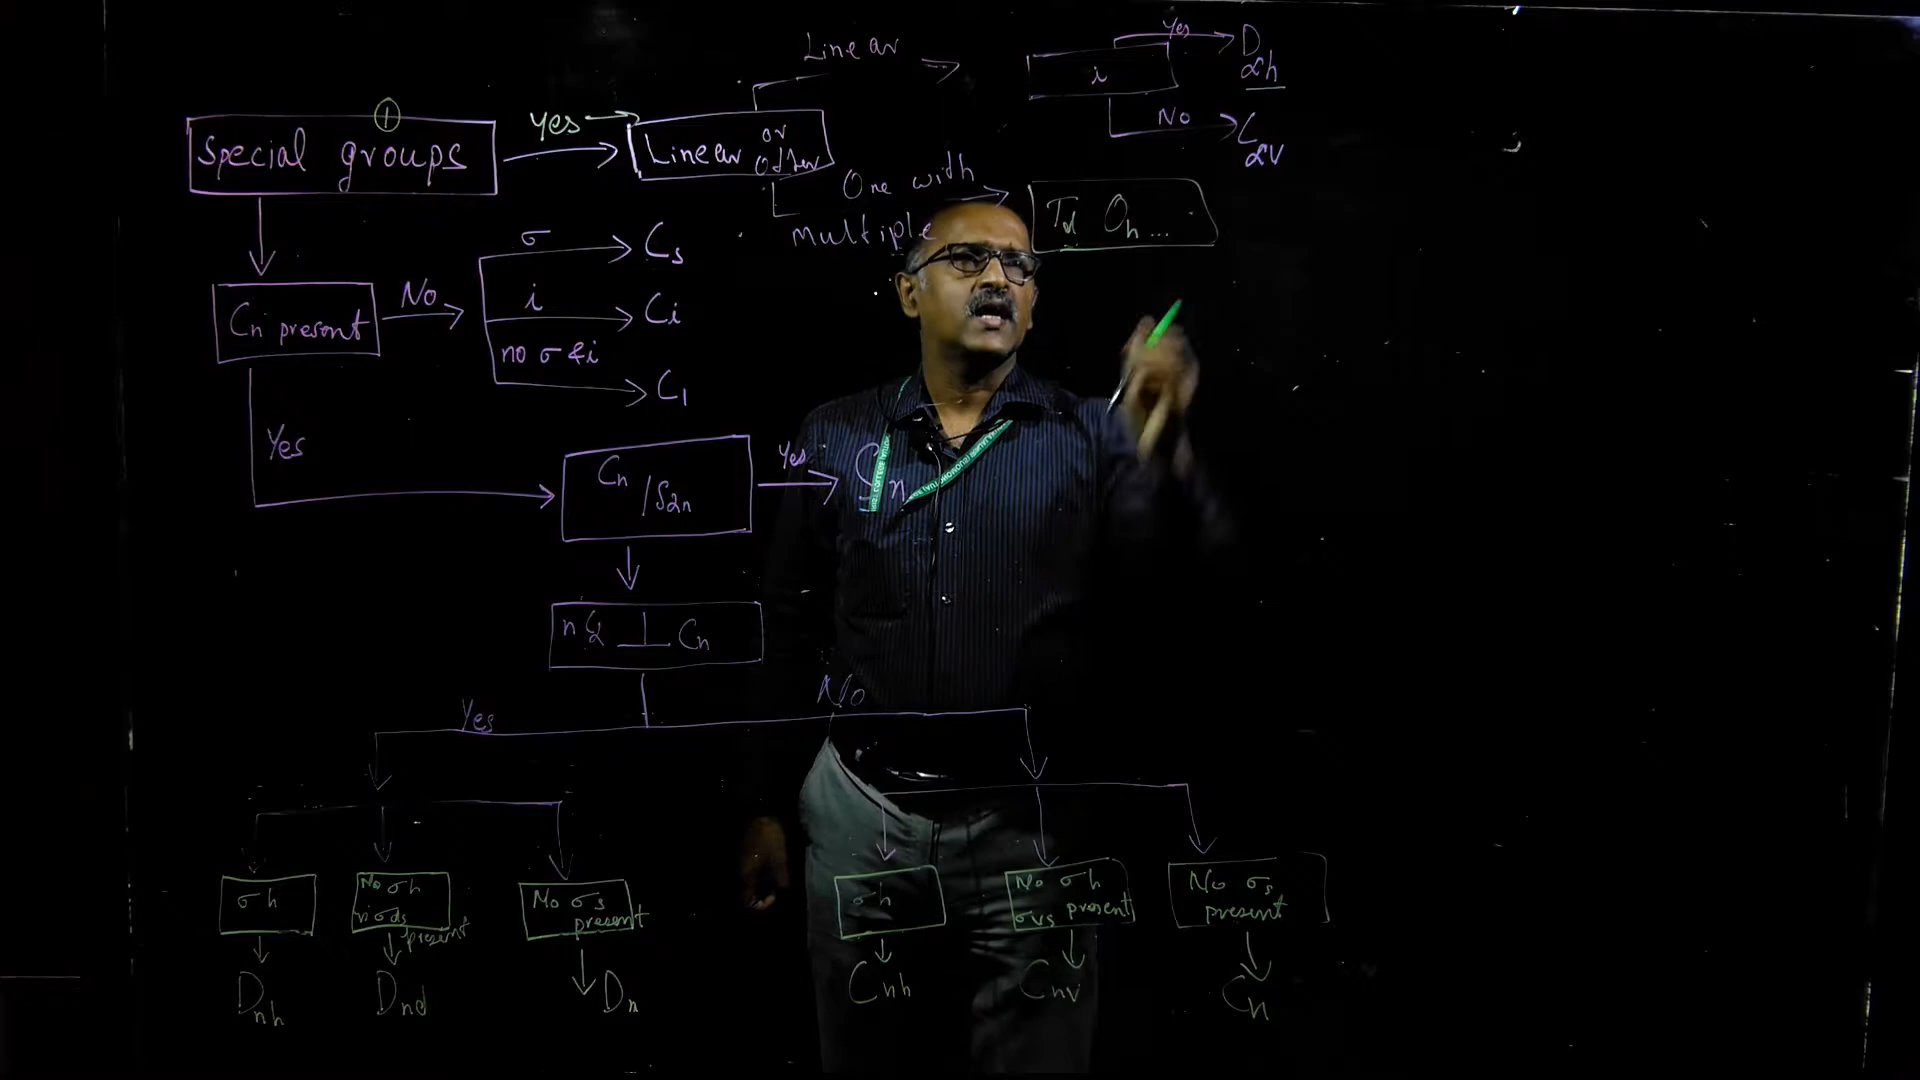 Linear
Yes
D∝h
i
No
C∝v
①
Special groups
Yes
Linear or
other
One with
multiple
Td Oh ...
Cn present
No
σ
Cs
i
Ci
no σ & i
C1
Yes
Cn /S2n
Yes
Sn
nC2 ⊥ Cn
Yes
No
σh
No σh
nσds
present
No σs
present
σh
No σh
σvs present
No σs
present
Dnh
Dnd
Dn
Cnh
Cnv
Cn